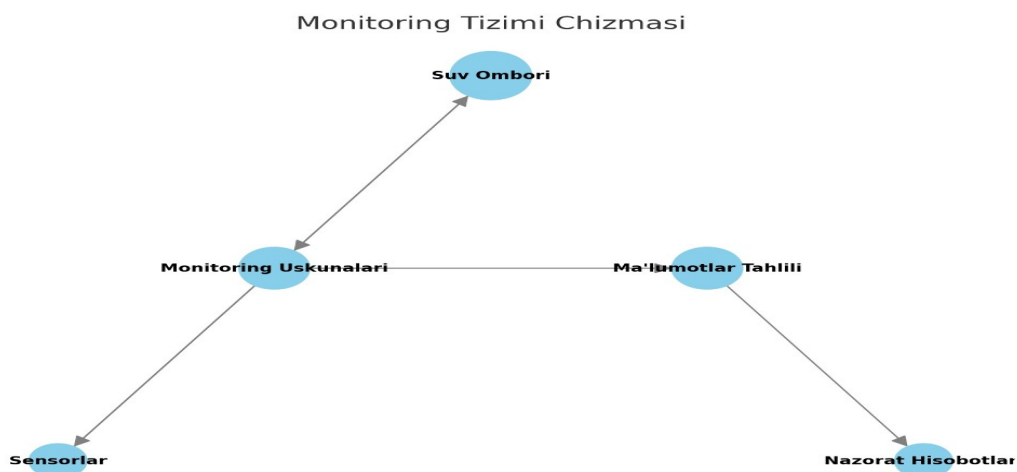 Monitoring Tizimi Chizmasi
Suv Ombori
Monitoring Uskunalari
Ma'lumotlar Tahlili
Sensorlar
Nazorat Hisobotlar